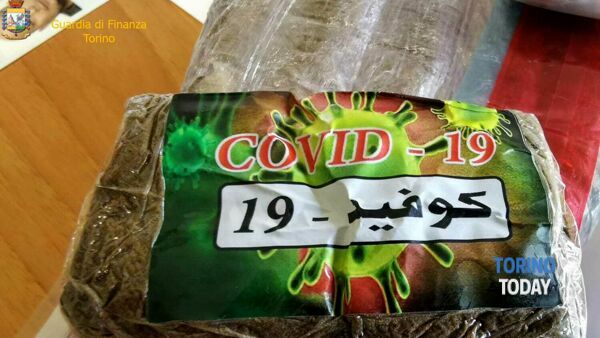 Guardia di Finanza
Torino
COVID - 19
كوفيد - 19
TORINO
TODAY